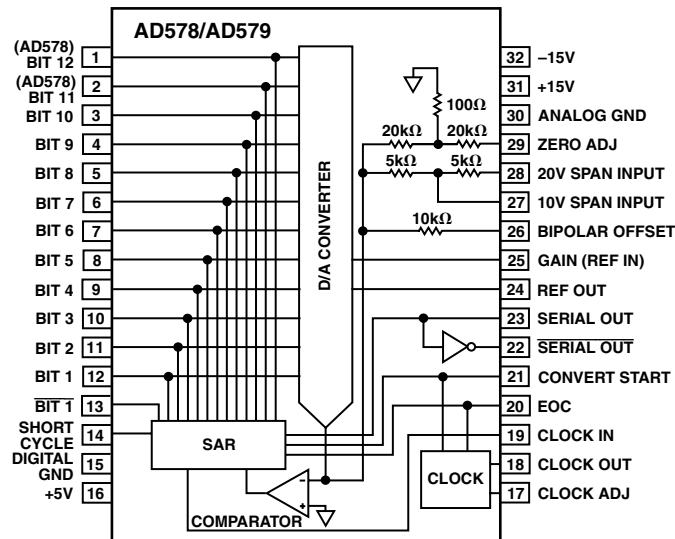 AD578/AD579
(AD578)
BIT 12 1
(AD578)
BIT 11 2
BIT 10 3
BIT 9 4
BIT 8 5
BIT 7 6
BIT 6 7
BIT 5 8
BIT 4 9
BIT 3 10
BIT 2 11
BIT 1 12
BIT 1 13
SHORT
CYCLE 14
DIGITAL
GND 15
+5V 16
D/A CONVERTER
SAR
COMPARATOR
–
+
100Ω
20kΩ 20kΩ
5kΩ 5kΩ
10kΩ
CLOCK
32 –15V
31 +15V
30 ANALOG GND
29 ZERO ADJ
28 20V SPAN INPUT
27 10V SPAN INPUT
26 BIPOLAR OFFSET
25 GAIN (REF IN)
24 REF OUT
23 SERIAL OUT
22 SERIAL OUT
21 CONVERT START
20 EOC
19 CLOCK IN
18 CLOCK OUT
17 CLOCK ADJ